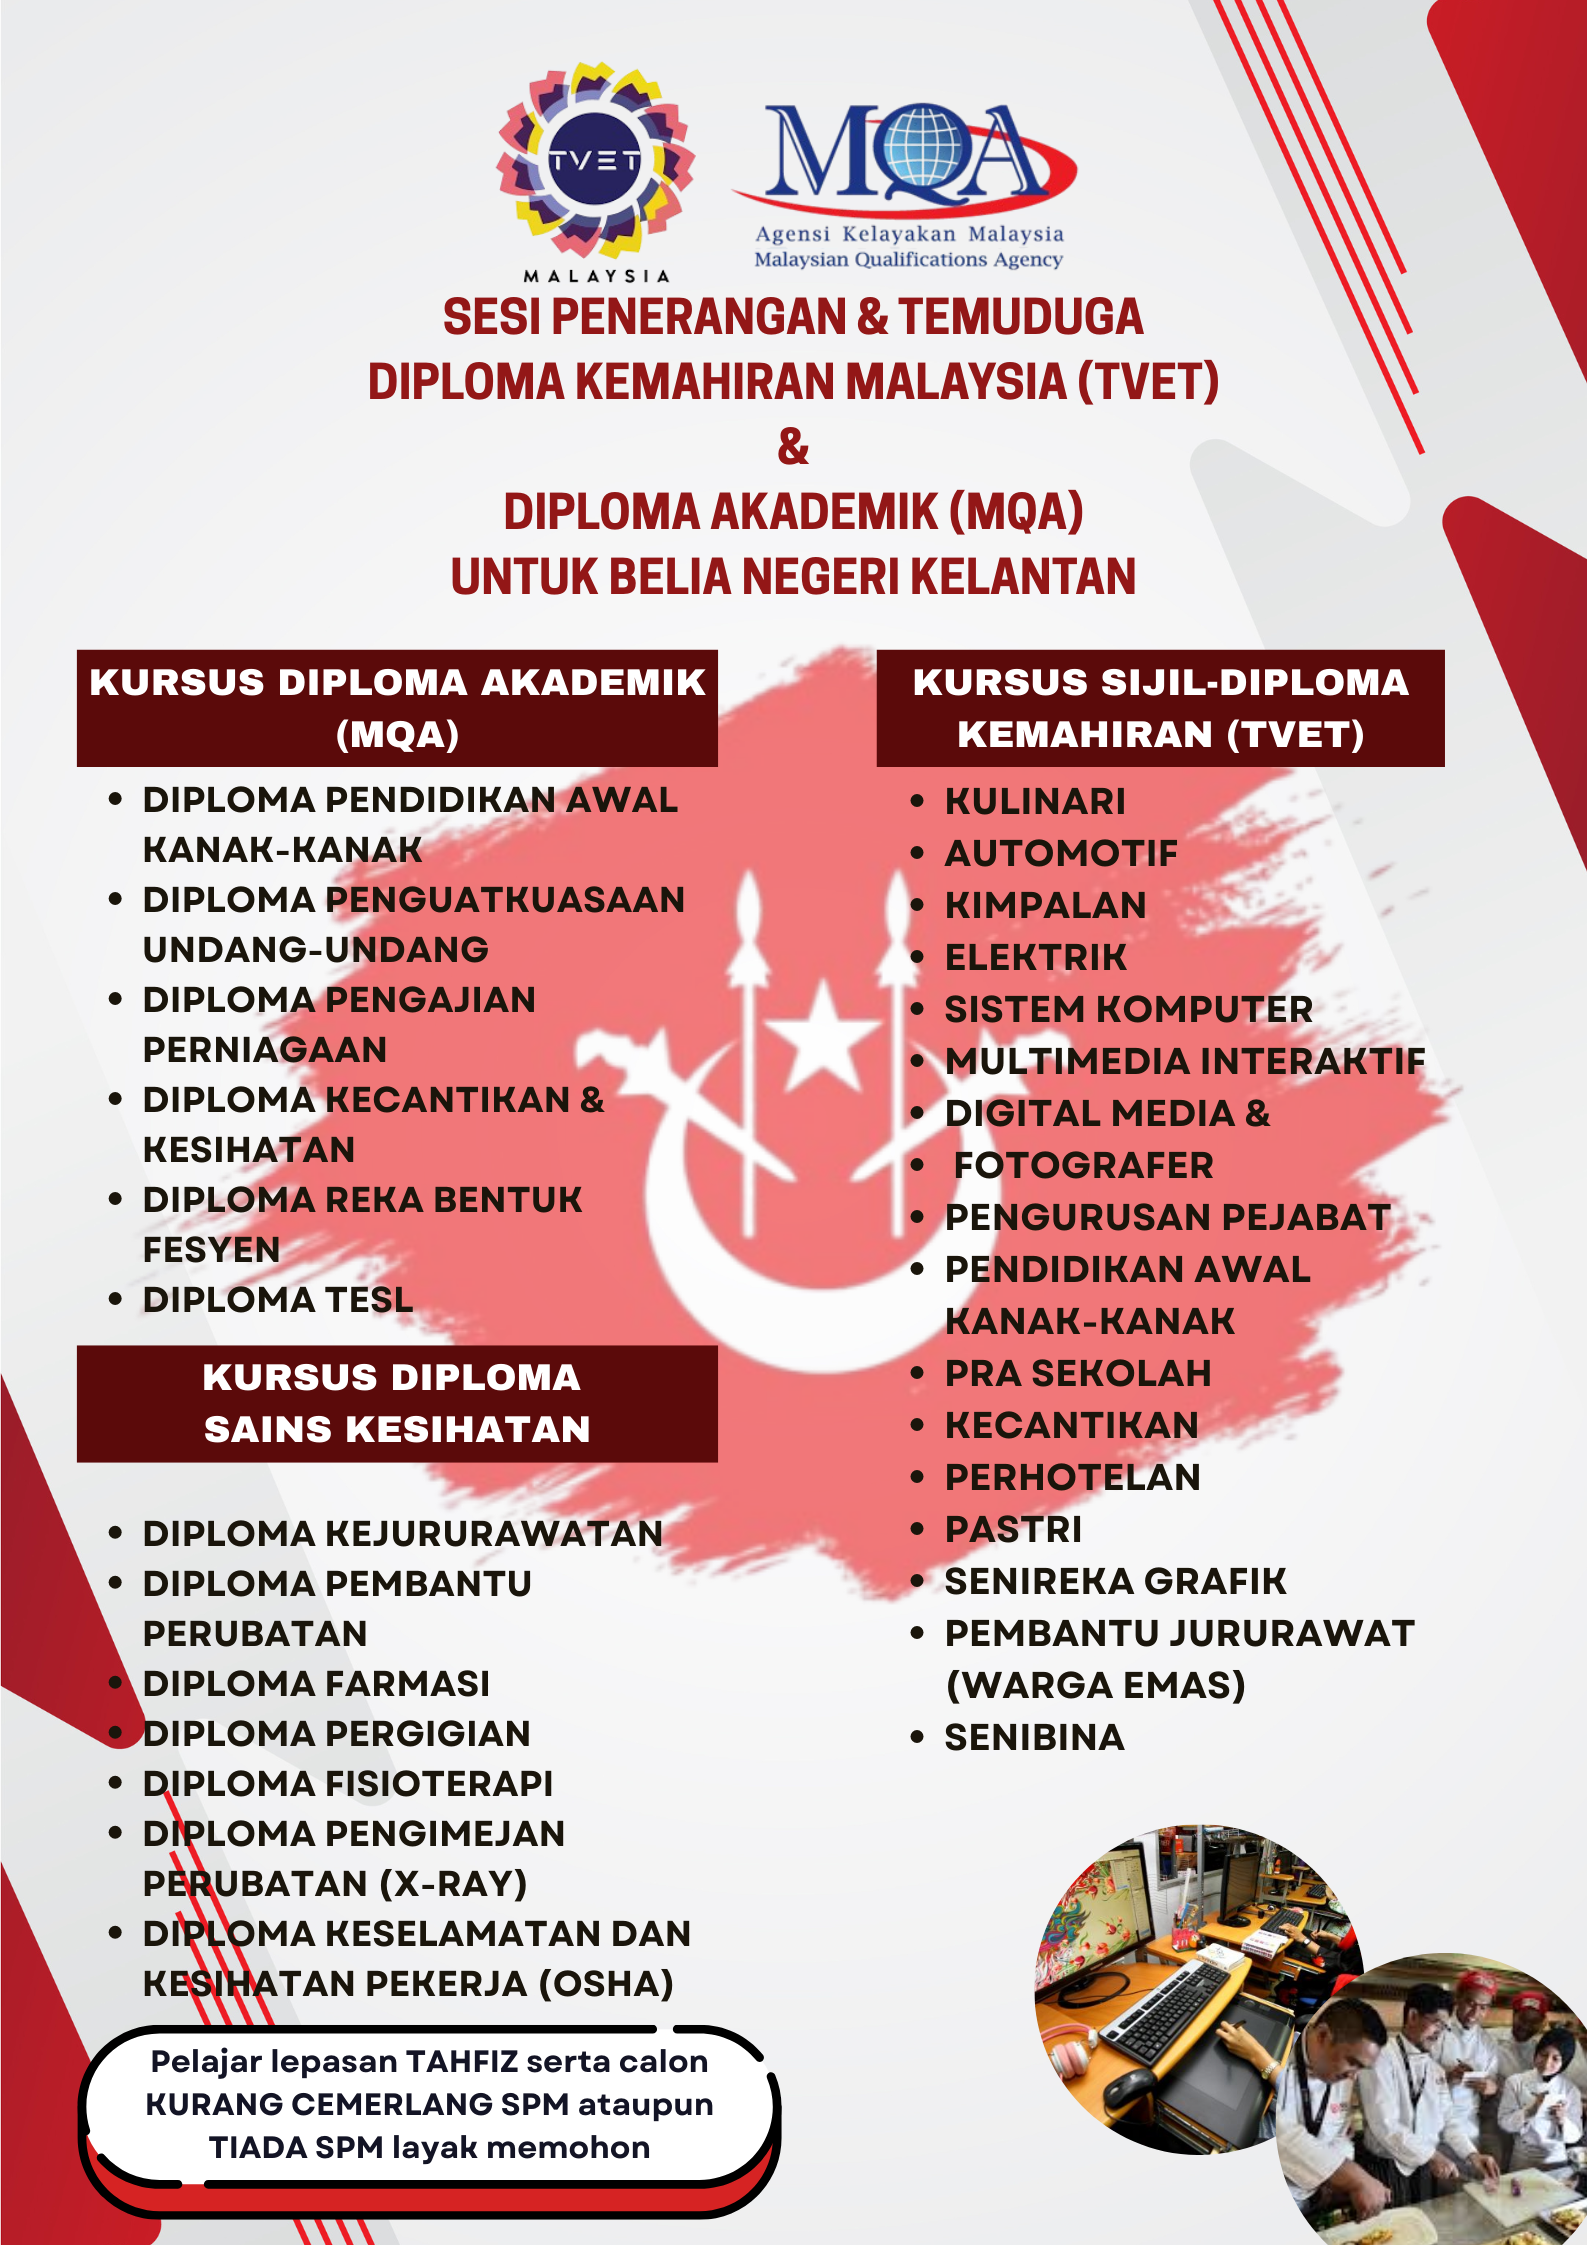 TVET
MALAYSIA
MQA
Agensi Kelayakan Malaysia
Malaysian Qualifications Agency
SESI PENERANGAN & TEMUDUGA
DIPLOMA KEMAHIRAN MALAYSIA (TVET)
&
DIPLOMA AKADEMIK (MQA)
UNTUK BELIA NEGERI KELANTAN
KURSUS DIPLOMA AKADEMIK
(MQA)
• DIPLOMA PENDIDIKAN AWAL
KANAK-KANAK
• DIPLOMA PENGUATKUASAAN
UNDANG-UNDANG
• DIPLOMA PENGAJIAN
PERNIAGAAN
• DIPLOMA KECANTIKAN &
KESIHATAN
• DIPLOMA REKA BENTUK
FESYEN
• DIPLOMA TESL
KURSUS DIPLOMA
SAINS KESIHATAN
• DIPLOMA KEJURURAWATAN
• DIPLOMA PEMBANTU
PERUBATAN
• DIPLOMA FARMASI
• DIPLOMA PERGIGIAN
• DIPLOMA FISIOTERAPI
• DIPLOMA PENGIMEJAN
PERUBATAN (X-RAY)
• DIPLOMA KESELAMATAN DAN
KESIHATAN PEKERJA (OSHA)
Pelajar lepasan TAHFIZ serta calon
KURANG CEMERLANG SPM ataupun
TIADA SPM layak memohon
KURSUS SIJIL-DIPLOMA
KEMAHIRAN (TVET)
• KULINARI
• AUTOMOTIF
• KIMPALAN
• ELEKTRIK
• SISTEM KOMPUTER
• MULTIMEDIA INTERAKTIF
• DIGITAL MEDIA &
• FOTOGRAFER
• PENGURUSAN PEJABAT
• PENDIDIKAN AWAL
KANAK-KANAK
• PRA SEKOLAH
• KECANTIKAN
• PERHOTELAN
• PASTRI
• SENIREKA GRAFIK
• PEMBANTU JURURAWAT
(WARGA EMAS)
• SENIBINA